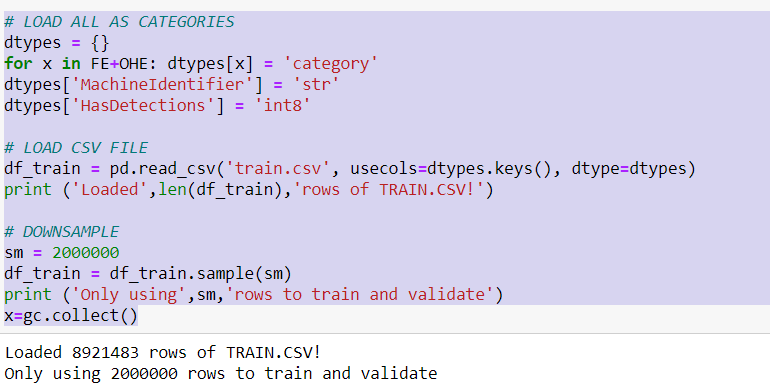 # LOAD ALL AS CATEGORIES
dtypes = {}
for x in FE+OHE: dtypes[x] = 'category'
dtypes['MachineIdentifier'] = 'str'
dtypes['HasDetections'] = 'int8'
# LOAD CSV FILE
df_train = pd.read_csv('train.csv', usecols=dtypes.keys(), dtype=dtypes)
print ('Loaded',len(df_train),'rows of TRAIN.CSV!')
# DOWNSAMPLE
sm = 2000000
df_train = df_train.sample(sm)
print ('Only using',sm,'rows to train and validate')
x=gc.collect()
Loaded 8921483 rows of TRAIN.CSV!
Only using 2000000 rows to train and validate